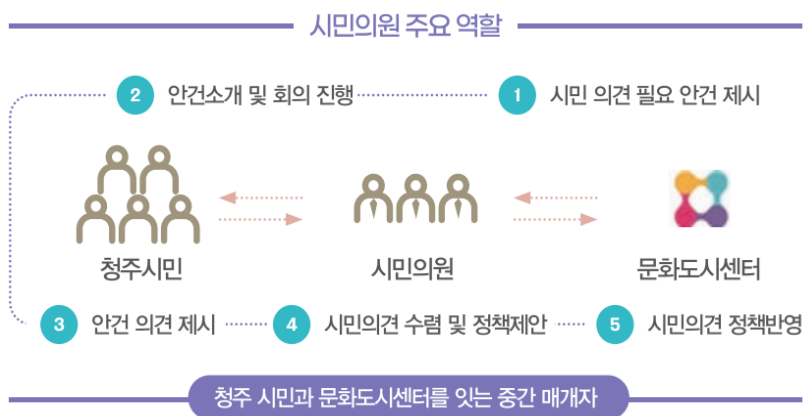 시민의원 주요 역할
2 안건소개 및 회의 진행
1 시민 의견 필요 안건 제시
청주시민
시민의원
문화도시센터
3 안건 의견 제시
4 시민의견 수렴 및 정책제안
5 시민의견 정책반영
청주 시민과 문화도시센터를 잇는 중간 매개자